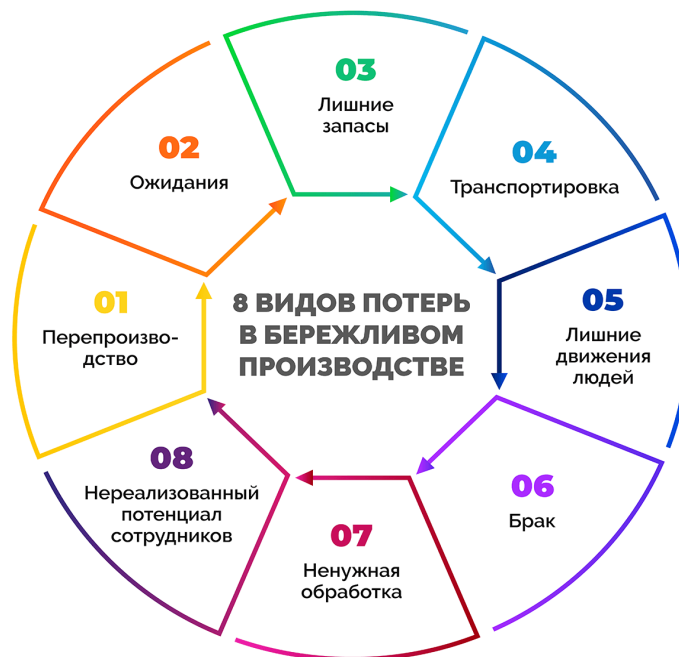 8 ВИДОВ ПОТЕРЬ
В БЕРЕЖЛИВОМ
ПРОИЗВОДСТВЕ
01
Перепроизво-
дство
02
Ожидания
03
Лишние
запасы
04
Транспортировка
05
Лишние
движения
людей
06
Брак
07
Ненужная
обработка
08
Нереализованный
потенциал
сотрудников